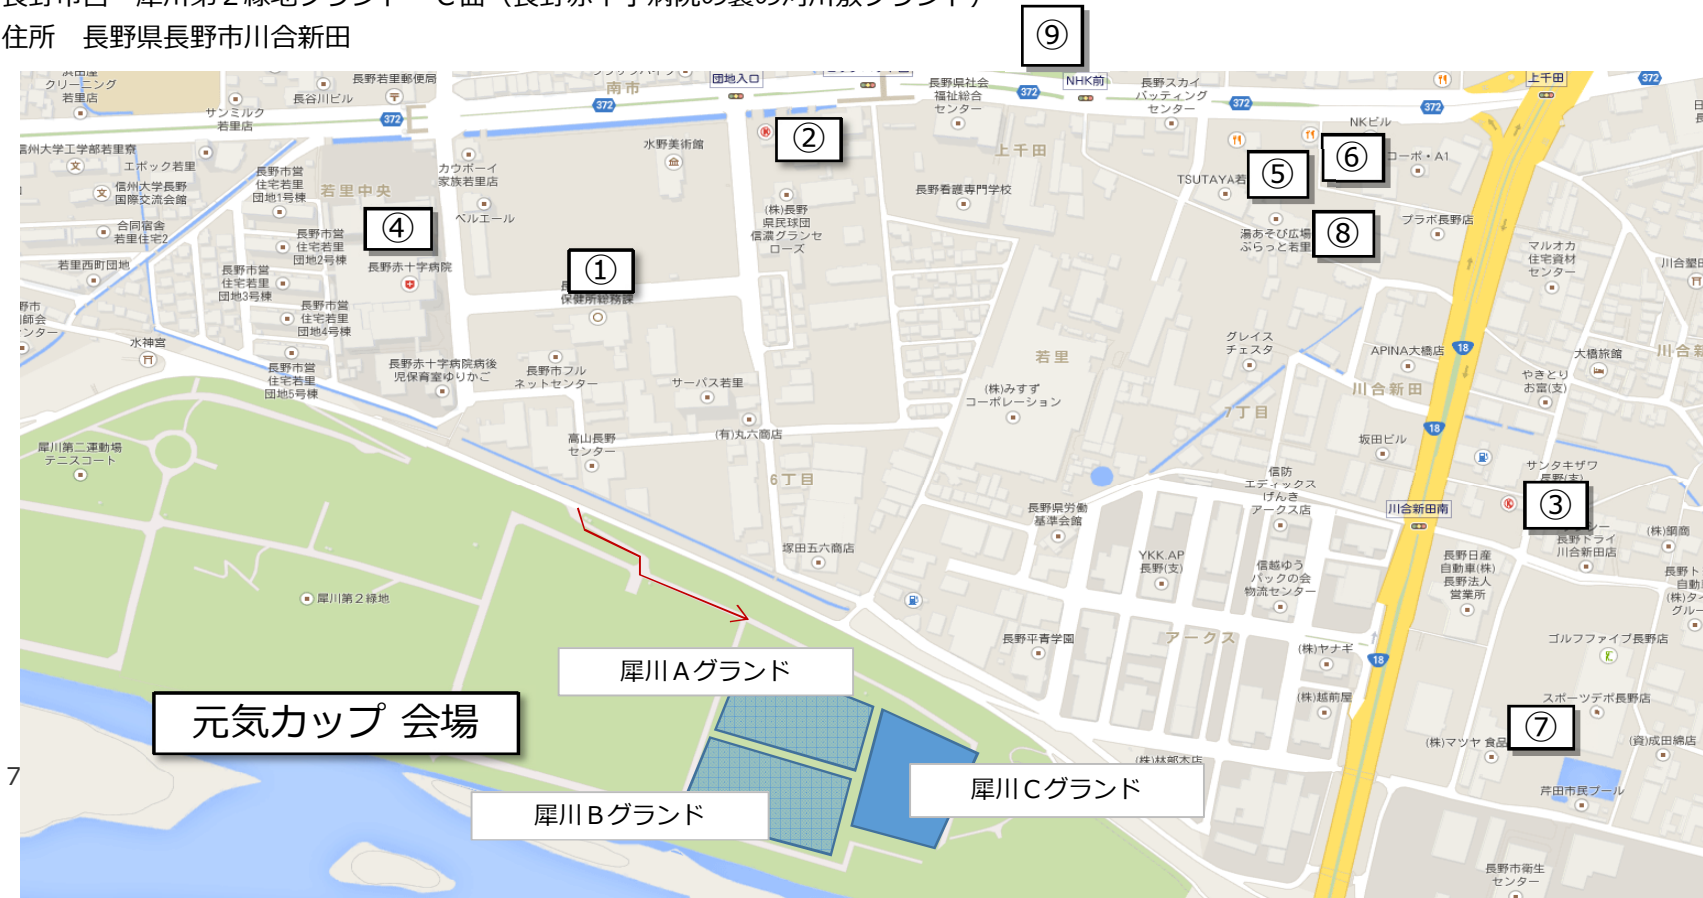 住所 長野県長野市川合新田
⑨
クリーニング
若里店
長谷川ビル
長野若里郵便局
南市
団地入口
長野県社会
福祉総合
センター
NHK前
長野スカイ
バッティング
センター
上千田
372
372
372
372
372
372
サンミルク
若里店
NKビル
②
水野美術館
上千田
⑤
⑥
コーポ・A1
信州大学工学部若里寮
エポック若里
信州大学長野
国際交流会館
合同宿舎
若里住宅2
若里西町団地
長野市営
住宅若里
団地1号棟
若里中央
カウボーイ
家族若里店
ベルエール
④
長野市営
住宅若里
団地2号棟
長野赤十字病院
長野市営
住宅若里
団地3号棟
長野市営
住宅若里
団地4号棟
①
保健所総務課
(株)長野
県民球団
信濃グランセ
ローズ
長野看護専門学校
TSUTAYA若
湯あそび広場
ぶらっと若里
⑧
プラボ長野店
マルオカ
住宅資材
センター
水神宮
長野市営
住宅若里
団地5号棟
長野赤十字病院病後
児保育室ゆりかご
長野市フル
ネットセンター
サーパス若里
若里
(株)みすず
コーポレーション
グレイス
チェスタ
APINA大橋店
18
大橋旅館
やきとり
お富(支)
川合新田
7丁目
(有)丸六商店
高山長野
センター
6丁目
坂田ビル
18
犀川第二運動場
テニスコート
信防
エディックス
げんき
アークス店
サンタキザワ
長野(支)
③
川合新田南
長野県労働
基準会館
塚田五六商店
YKK.AP
長野(支)
信越ゆう
パックの会
物流センター
長野ドライ
川合新田店
(株)鋼商
長野日産
自動車(株)
長野法人
営業所
犀川第2緑地
長野平青学園
アークス
(株)ヤナギ
18
ゴルフファイブ長野店
犀川Aグランド
(株)越前屋
スポーツデポ長野店
元気カップ 会場
⑦
(株)マツヤ 食品
(資)成田綿店
7
犀川Cグランド
(株)林部本店
犀川Bグランド
芹田市民プール
長野市衛生
センター